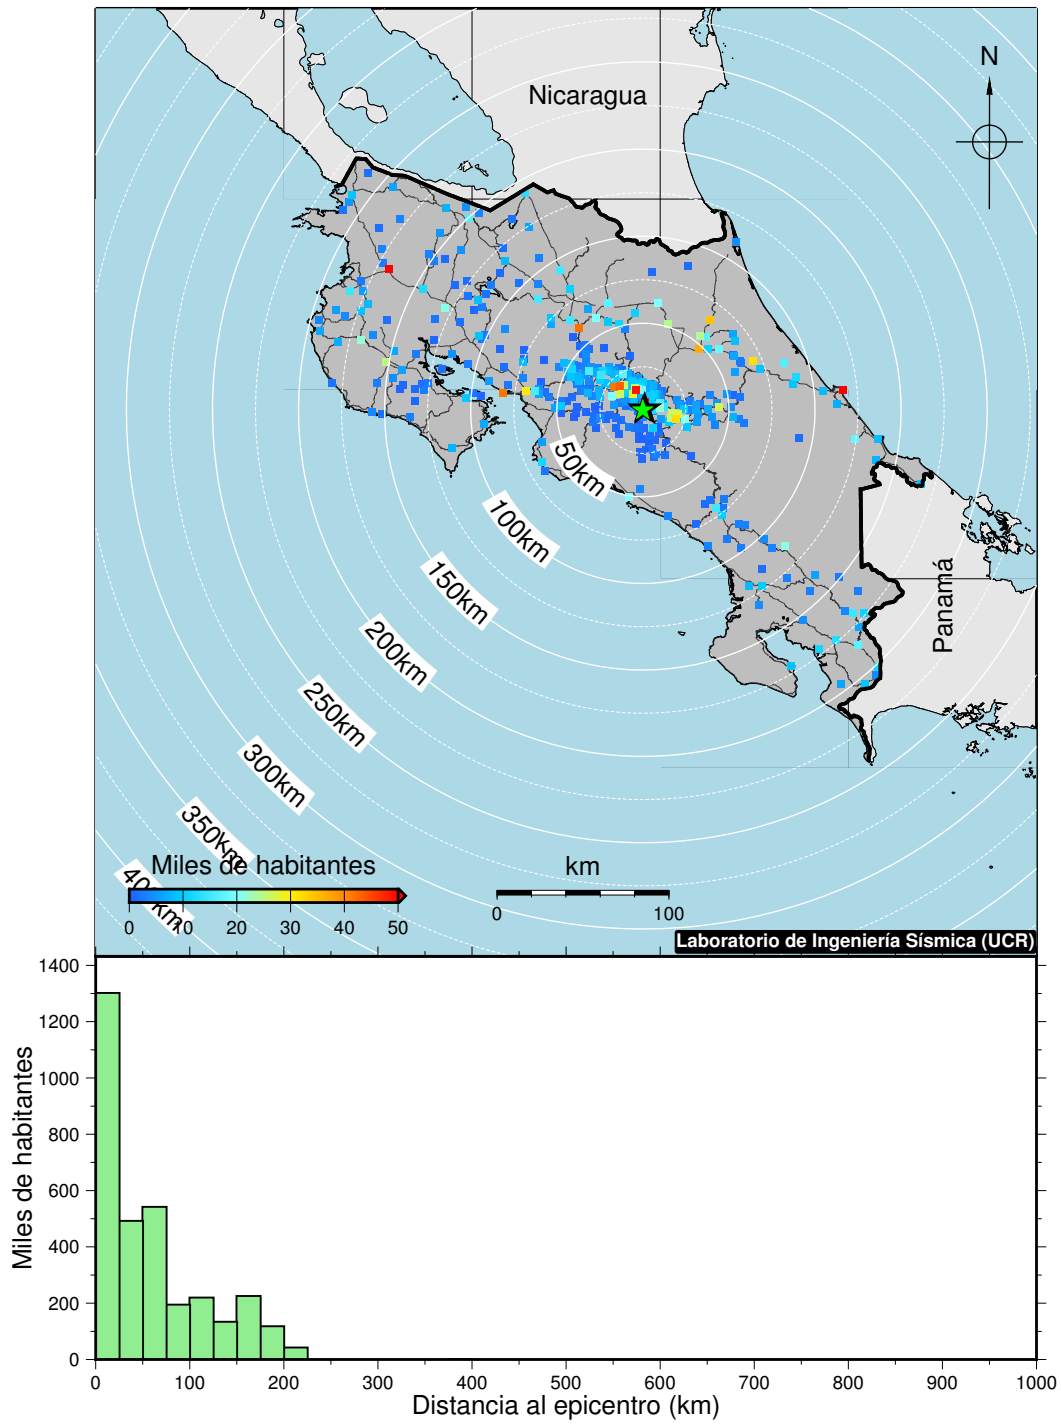 N
Nicaragua
50km
100km
150km
Panamá
200km
250km
300km
350km
Miles de habitantes
km
0 10 20 30 40 50
0 100
Laboratorio de Ingeniería Sísmica (UCR)
1400
1200
1000
800
600
400
200
0
Miles de habitantes
0 100 200 300 400 500 600 700 800 900 1000
Distancia al epicentro (km)